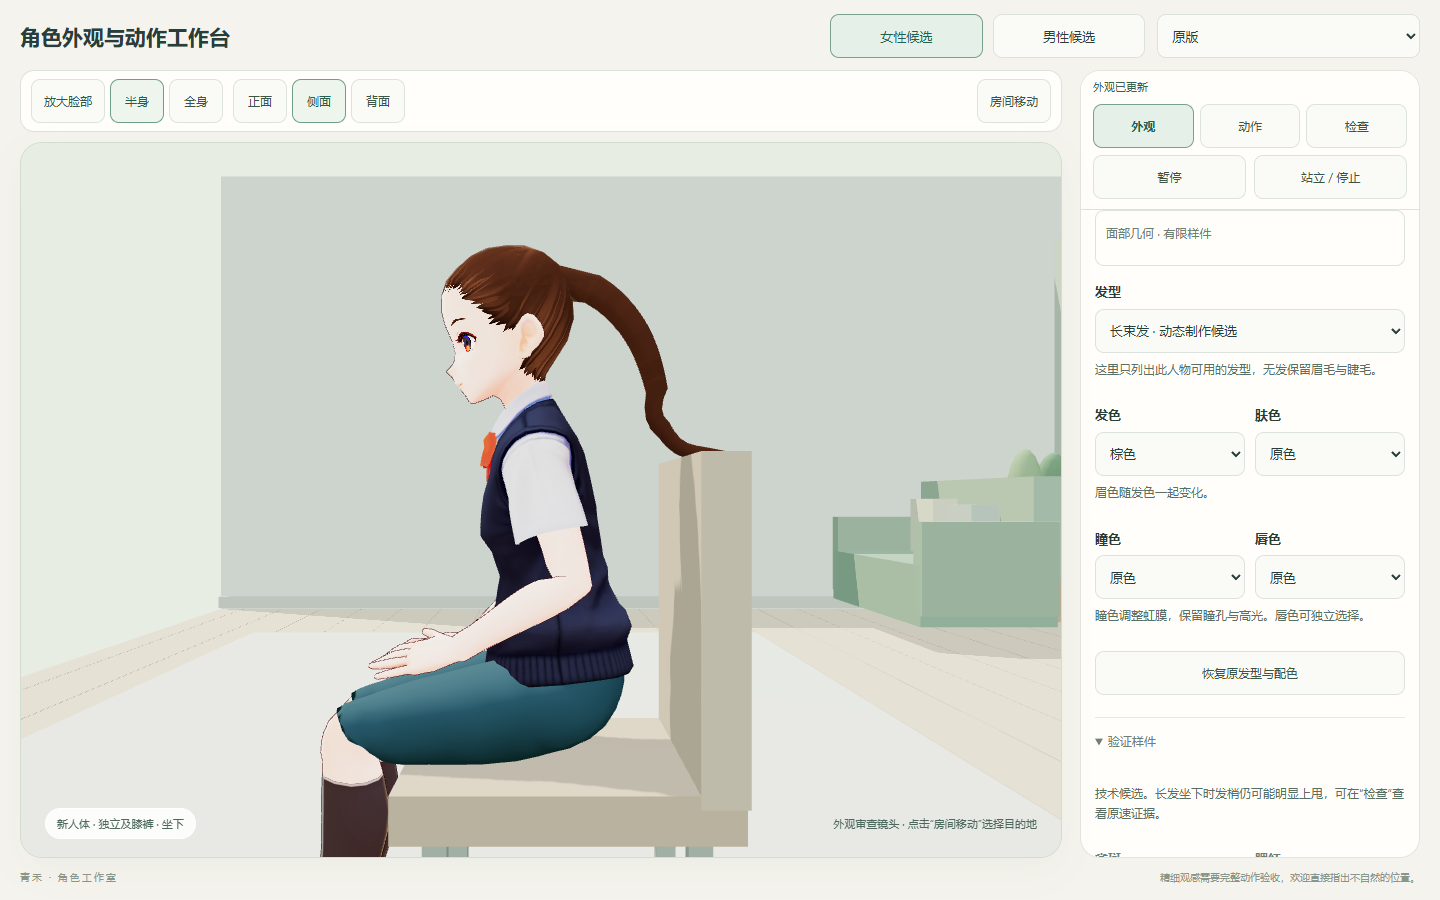 角色外观与动作工作台
女性候选
男性候选
原版
放大脸部
半身
全身
正面
侧面
背面
房间移动
外观已更新
外观
动作
检查
暂停
站立 / 停止
面部几何 · 有限样件
发型
长束发 · 动态制作候选
这里只列出此人物可用的发型，无发保留眉毛与睫毛。
发色
肤色
棕色
原色
眉色随发色一起变化。
瞳色
唇色
原色
原色
瞳色调整虹膜，保留瞳孔与高光。唇色可独立选择。
恢复原发型与配色
▼ 验证样件
技术候选。长发坐下时发梢仍可能明显上甩，可在“检查”查
看原速证据。
新人体 · 独立及膝裤 · 坐下
外观审查镜头 · 点击“房间移动”选择目的地
青禾 · 角色工作室
精细观感需要完整动作验收，欢迎直接指出不自然的位置。